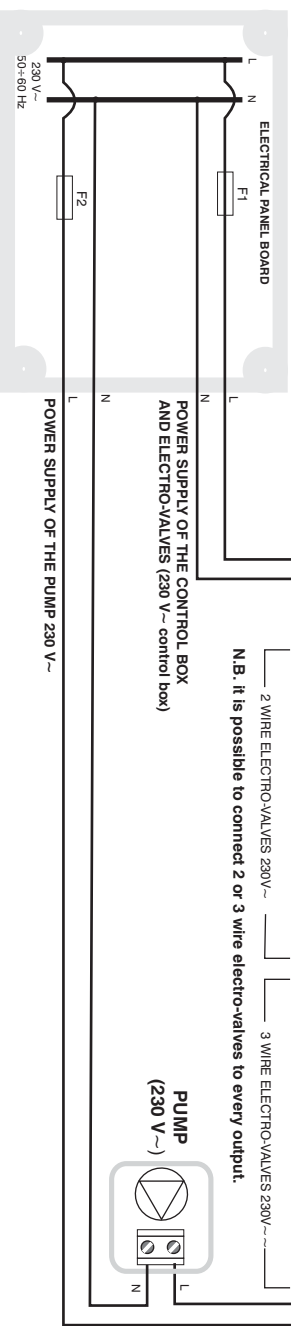 ELECTRICAL PANEL BOARD
L
N
F1
F2
230 V~
50÷60 Hz
L
N
POWER SUPPLY OF THE CONTROL BOX
AND ELECTRO-VALVES (230 V~ control box)
N
L
POWER SUPPLY OF THE PUMP 230 V~
2 WIRE ELECTRO-VALVES 230V~
3 WIRE ELECTRO-VALVES 230V~~
N.B. it is possible to connect 2 or 3 wire electro-valves to every output.
PUMP
(230 V~)
L
N